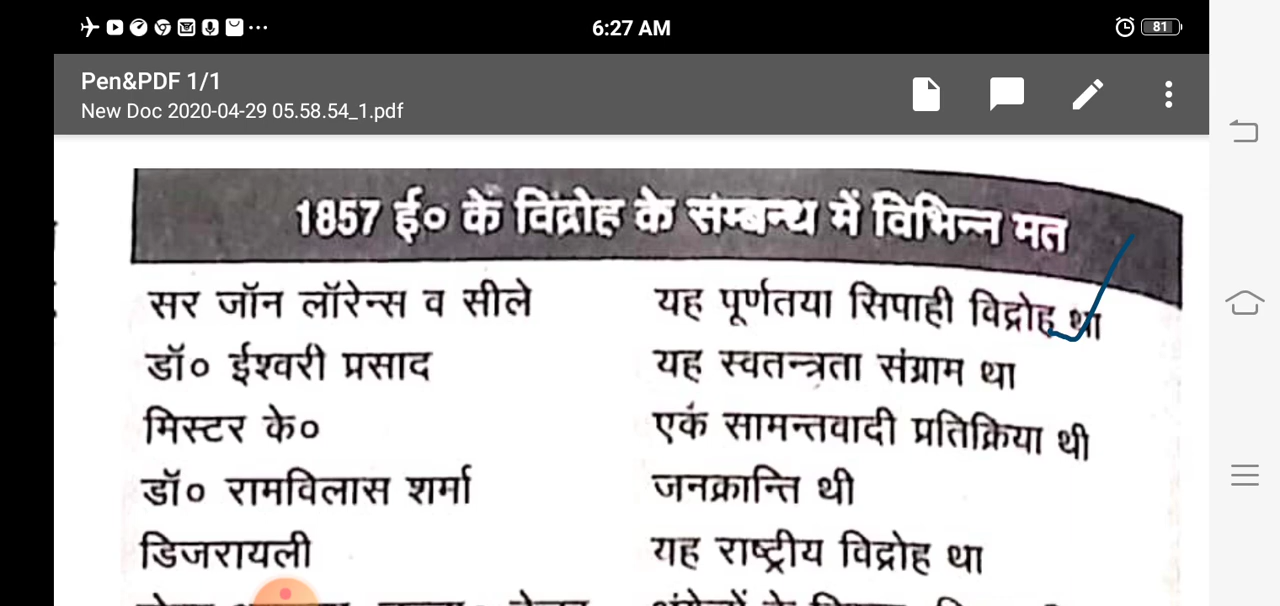 6:27 AM
81
Pen&PDF 1/1
New Doc 2020-04-29 05.58.54_1.pdf
1857 ई० के विद्रोह के सम्बन्ध में विभिन्न मत
सर जॉन लॉरेन्स व सीले यह पूर्णतया सिपाही विद्रोह था
डॉ० ईश्वरी प्रसाद यह स्वतन्त्रता संग्राम था
मिस्टर के० एक सामन्तवादी प्रतिक्रिया थी
डॉ० रामविलास शर्मा जनक्रान्ति थी
डिजरायली यह राष्ट्रीय विद्रोह था